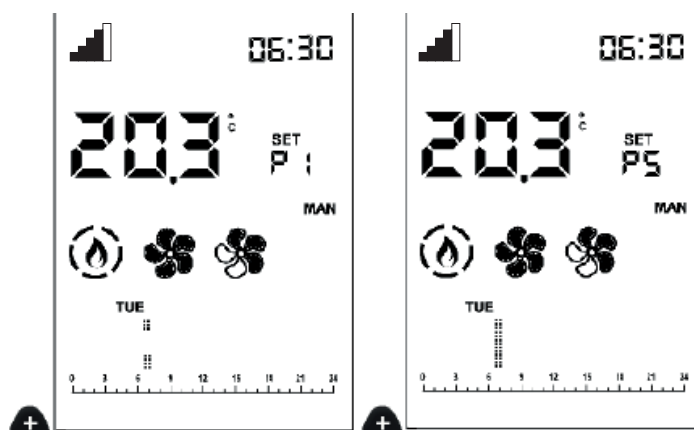 06:30
20.3 °C
SET
P1
MAN
TUE
0 3 6 9 12 15 18 21 24
+
06:30
20.3 °C
SET
P5
MAN
TUE
0 3 6 9 12 15 18 21 24
+